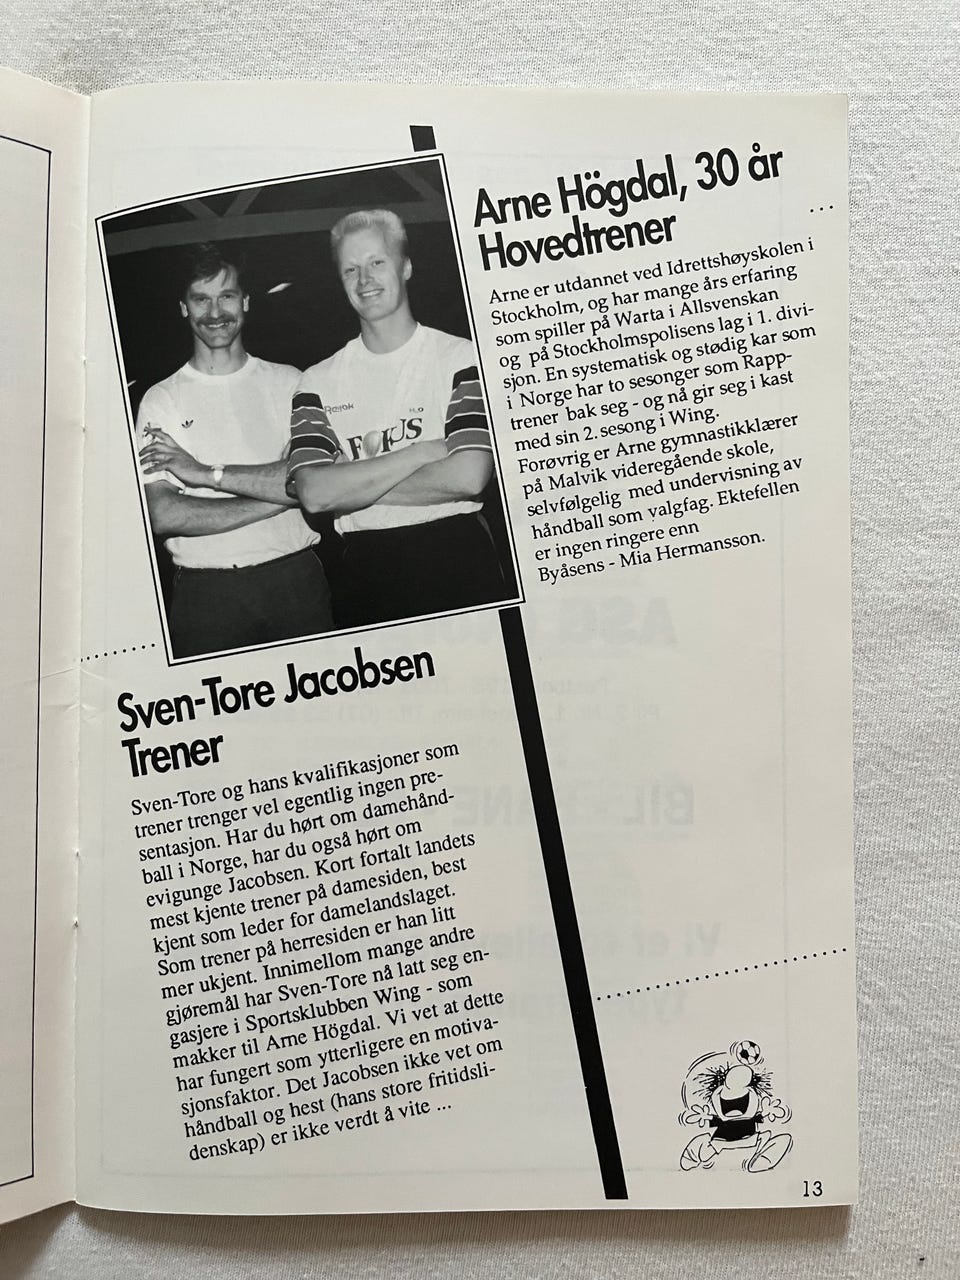 Arne Högdal, 30 år
Hovedtrener
Arne er utdannet ved Idrettshøyskolen i
Stockholm, og har mange års erfaring
som spiller på Warta i Allsvenskan
og på Stockholmspolisens lag i 1. divi-
sjon. En systematisk og stødig kar som
i Norge har to sesonger som Rapp-
trener bak seg - og nå gir seg i kast
med sin 2. sesong i Wing.
Forøvrig er Arne gymnastikklærer
på Malvik videregående skole,
selvfølgelig med undervisning av
håndball som valgfag. Ektefellen
er ingen ringere enn
Byåsens - Mia Hermansson.
Reebok
H₂O
FOKUS
Sven-Tore Jacobsen
Trener
Sven-Tore og hans kvalifikasjoner som
trener trenger vel egentlig ingen pre-
sentasjon. Har du hørt om damehånd-
ball i Norge, har du også hørt om
evigunge Jacobsen. Kort fortalt landets
mest kjente trener på damesiden, best
kjent som leder for damelandslaget.
Som trener på herresiden er han litt
mer ukjent. Innimellom mange andre
gjøremål har Sven-Tore nå latt seg en-
gasjere i Sportsklubben Wing - som
makker til Arne Högdal. Vi vet at dette
har fungert som ytterligere en motiva-
sjonsfaktor. Det Jacobsen ikke vet om
håndball og hest (hans store fritidsli-
denskap) er ikke verdt å vite ...
13